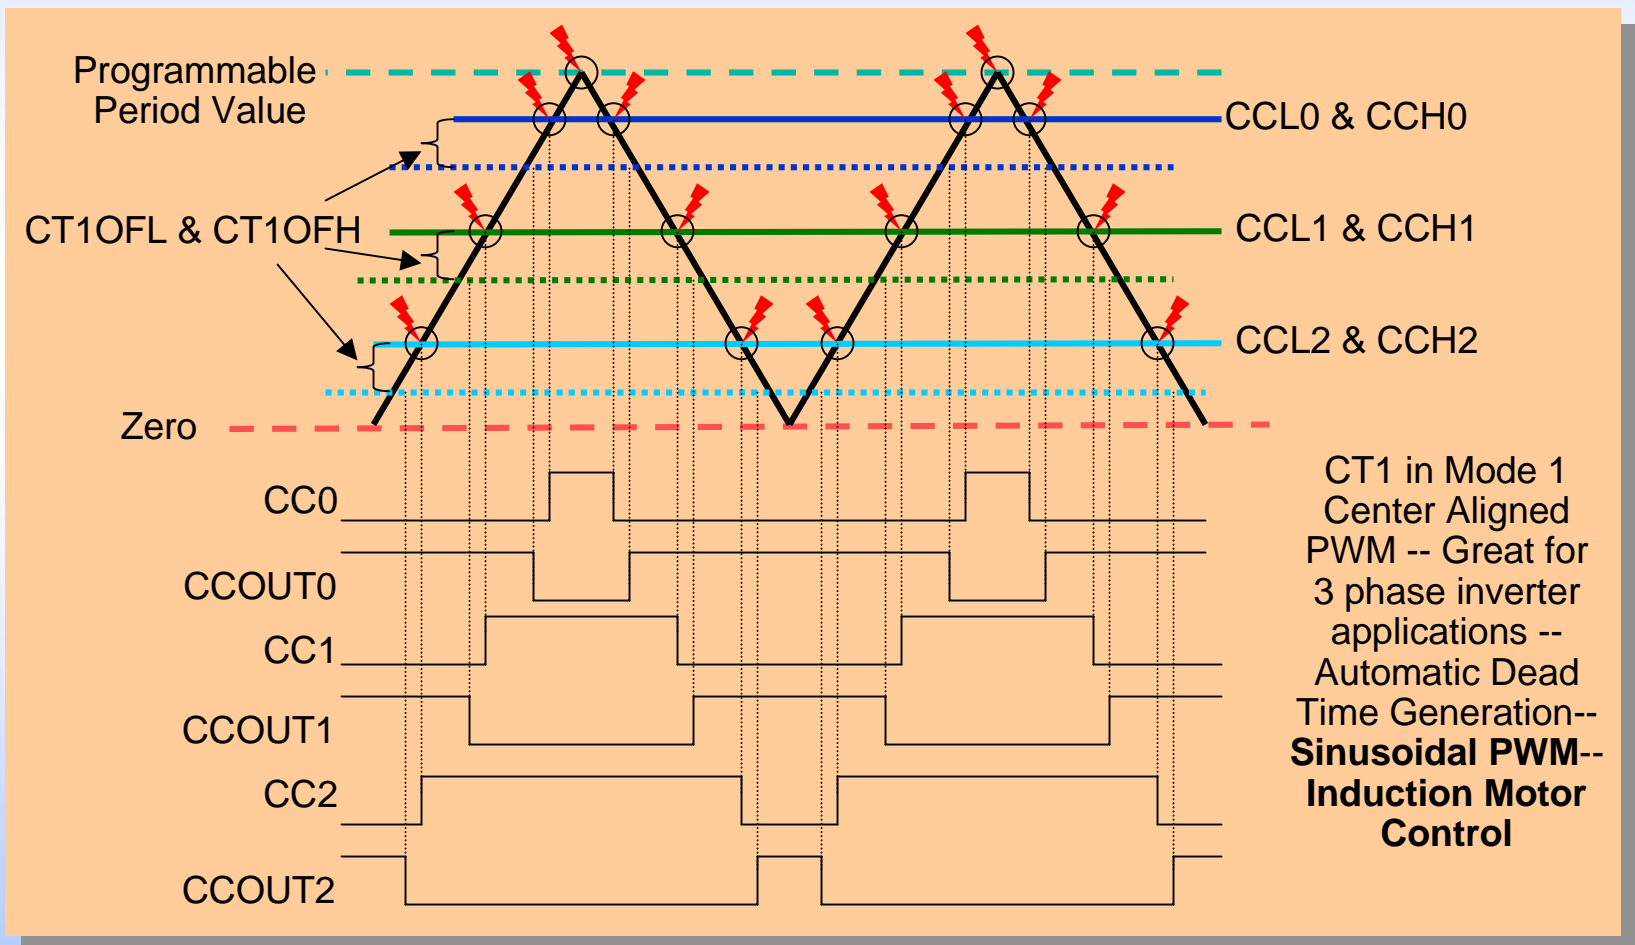 Programmable
Period Value
CCL0 & CCH0
CT1OFL & CT1OFH
CCL1 & CCH1
CCL2 & CCH2
Zero
CC0
CCOUT0
CC1
CCOUT1
CC2
CCOUT2
CT1 in Mode 1
Center Aligned
PWM -- Great for
3 phase inverter
applications --
Automatic Dead
Time Generation--
Sinusoidal PWM--
Induction Motor
Control